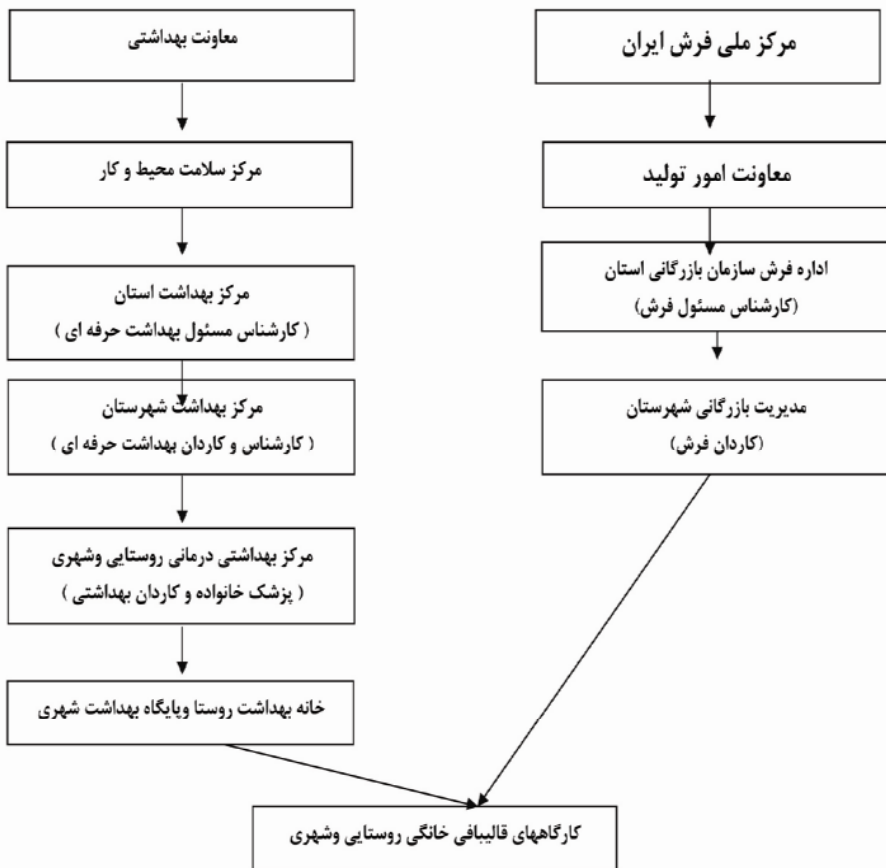 مرکز ملی فرش ایران
معاونت امور تولید
اداره فرش سازمان بازرگانی استان
(کارشناس مسئول فرش)
مدیریت بازرگانی شهرستان
(کاردان فرش)
معاونت بهداشتی
مرکز سلامت محیط و کار
مرکز بهداشت استان
( کارشناس مسئول بهداشت حرفه ای )
مرکز بهداشت شهرستان
( کارشناس و کاردان بهداشت حرفه ای )
مرکز بهداشتی درمانی روستایی وشهری
( پزشک خانواده و کاردان بهداشتی )
خانه بهداشت روستا وپایگاه بهداشت شهری
کارگاههای قالیبافی خانگی روستایی وشهری